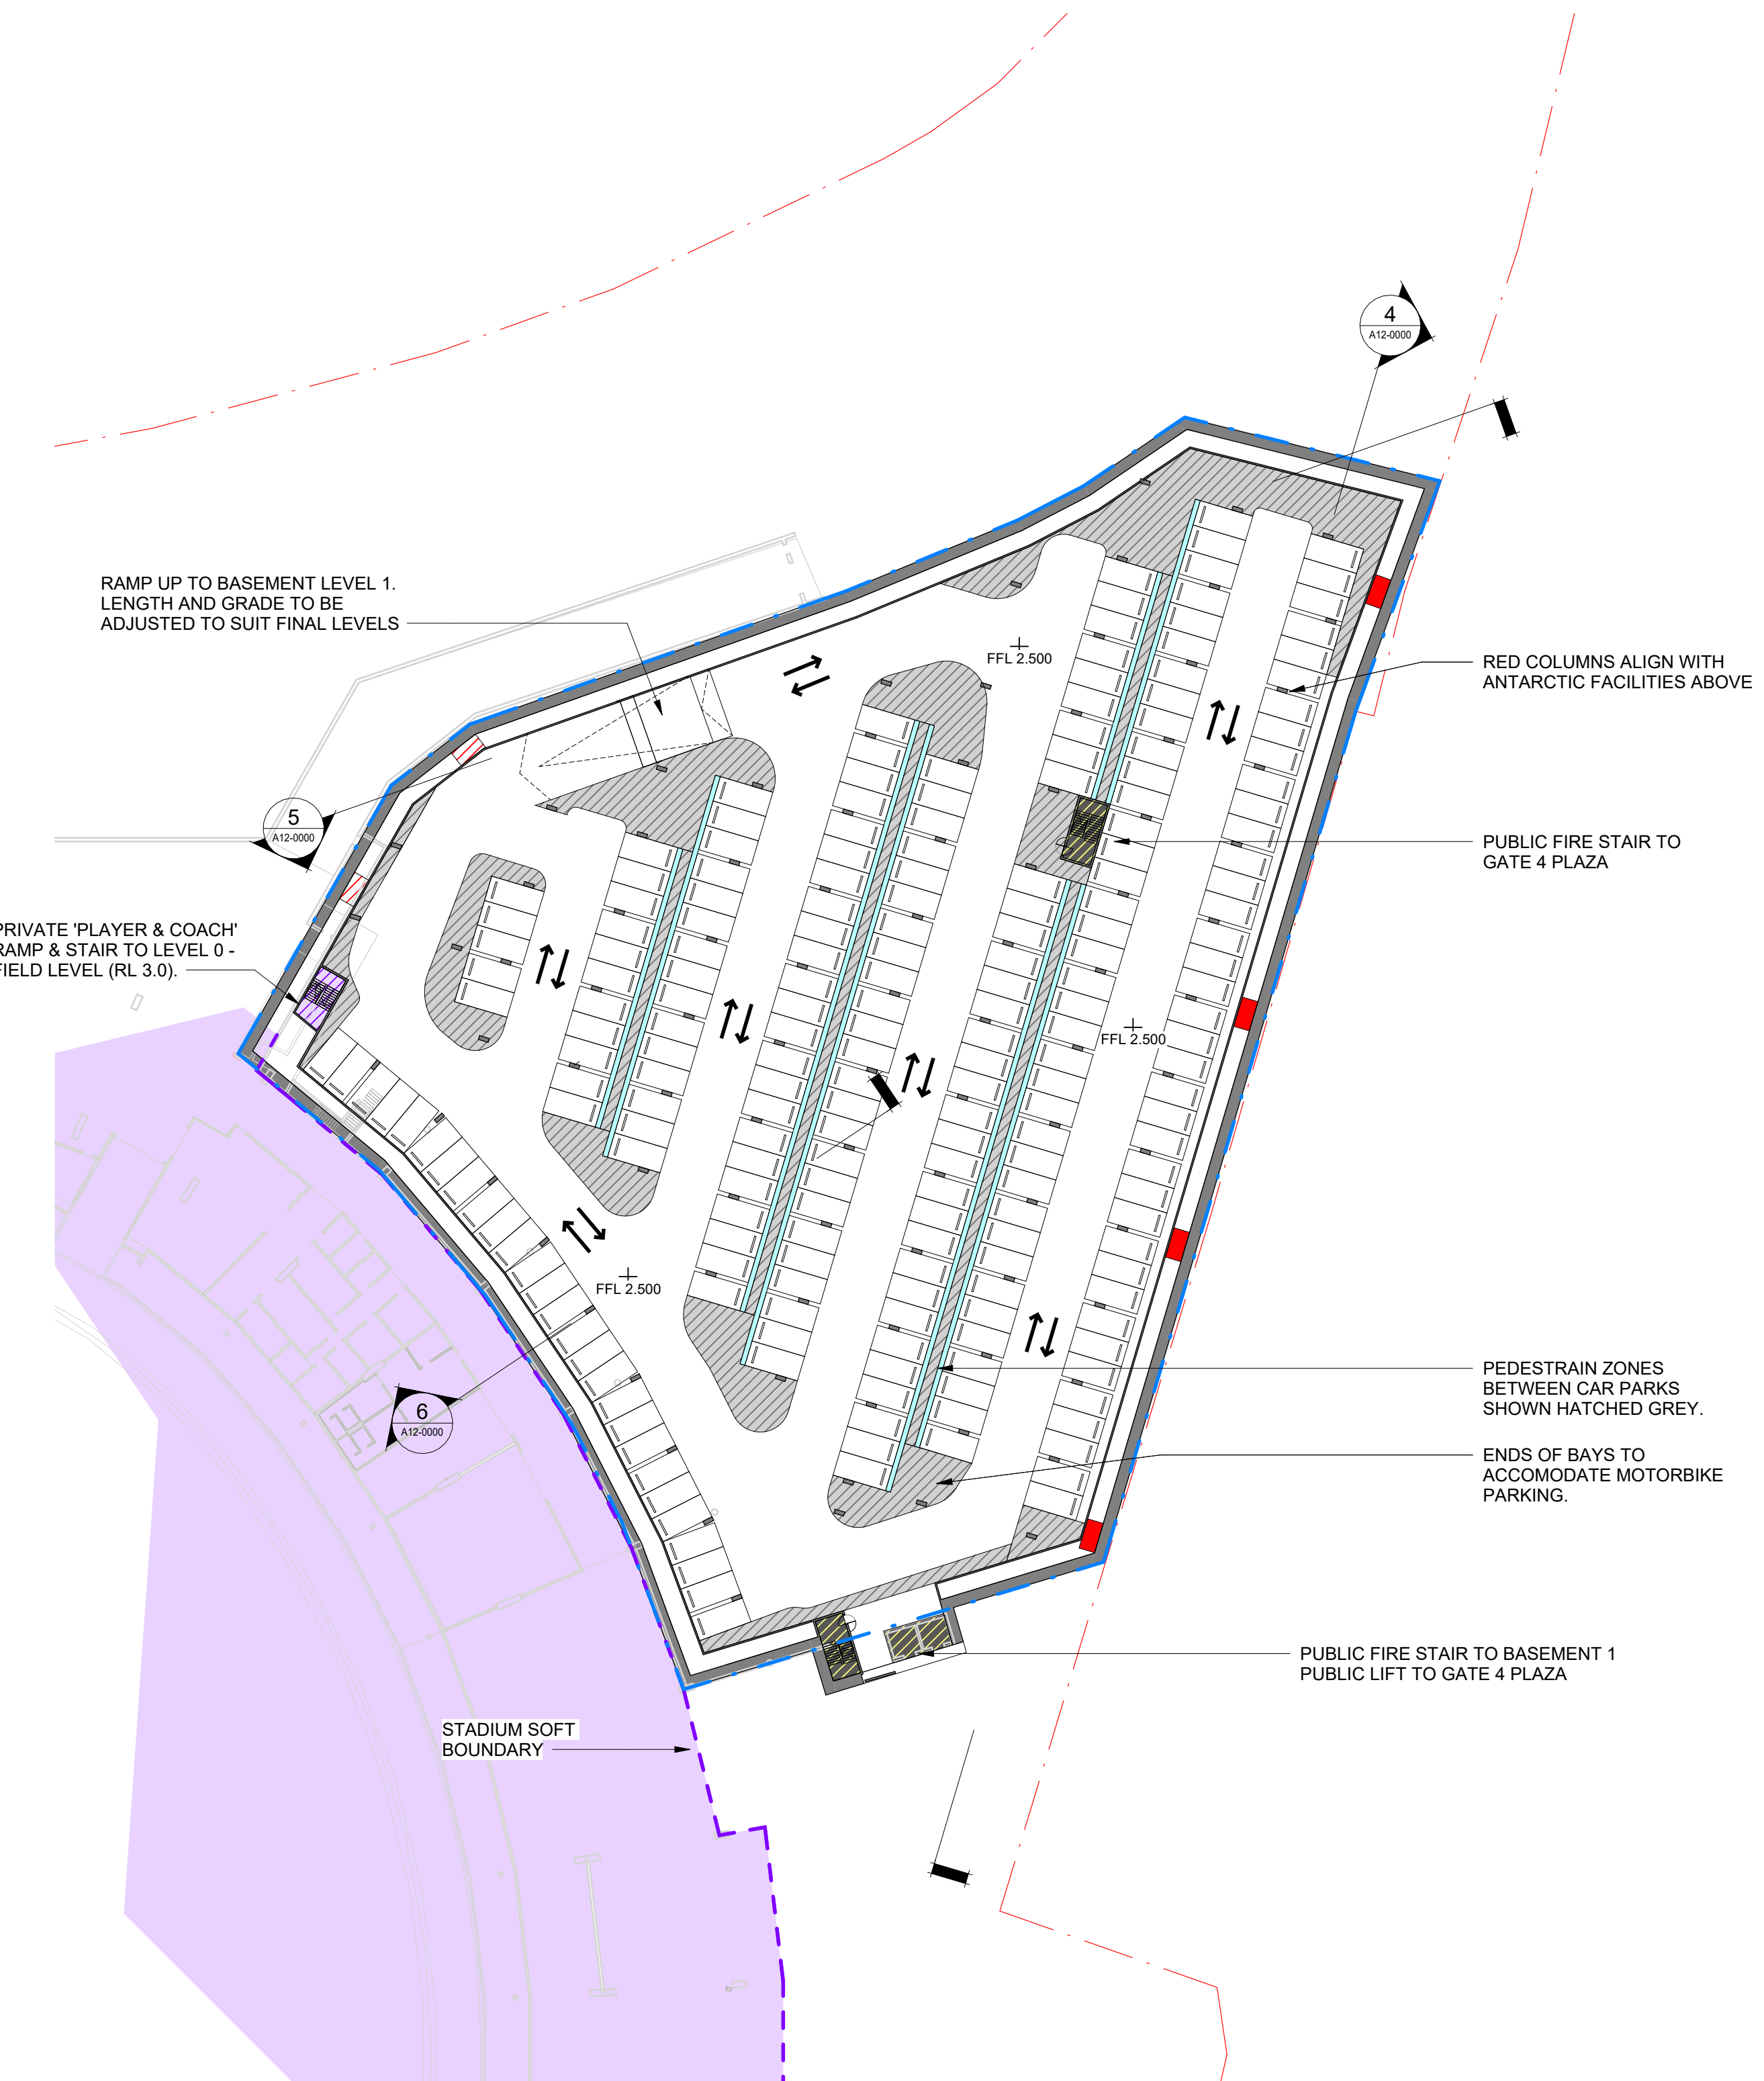 4
A12-0000
RAMP UP TO BASEMENT LEVEL 1.
LENGTH AND GRADE TO BE
ADJUSTED TO SUIT FINAL LEVELS
FFL 2.500
RED COLUMNS ALIGN WITH
ANTARCTIC FACILITIES ABOVE
5
A12-0000
PUBLIC FIRE STAIR TO
GATE 4 PLAZA
PRIVATE 'PLAYER & COACH'
RAMP & STAIR TO LEVEL 0 -
FIELD LEVEL (RL 3.0).
FFL 2.500
FFL 2.500
6
A12-0000
PEDESTRAIN ZONES
BETWEEN CAR PARKS
SHOWN HATCHED GREY.
ENDS OF BAYS TO
ACCOMODATE MOTORBIKE
PARKING.
PUBLIC FIRE STAIR TO BASEMENT 1
PUBLIC LIFT TO GATE 4 PLAZA
STADIUM SOFT
BOUNDARY